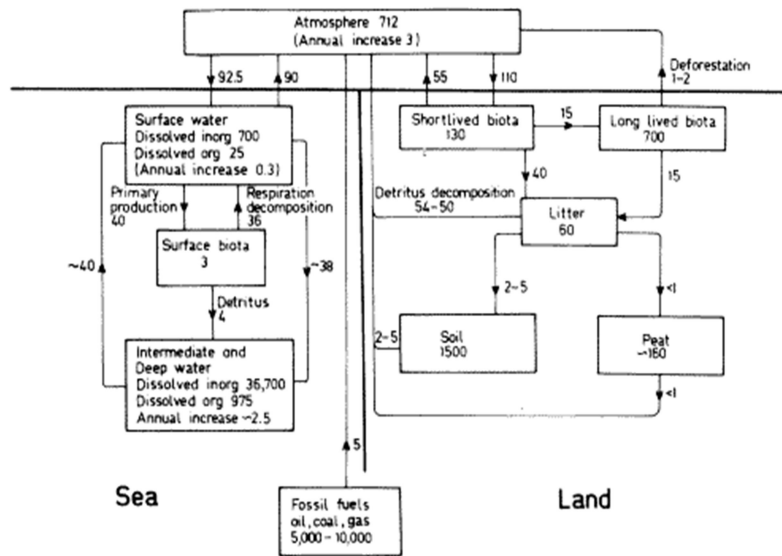 Atmosphere 712
(Annual increase 3)
92.5
90
55
110
Deforestation
1-2
Surface water
Dissolved inorg 700
Dissolved org 25
(Annual increase 0.3)
Shortlived biota
130
15
Long lived biota
700
Primary
production
40
Respiration
decomposition
36
40
15
Detritus decomposition
54-50
Litter
60
Surface biota
3
~40
~38
Detritus
4
2-5
<1
Intermediate and
Deep water
Dissolved inorg 36,700
Dissolved org 975
Annual increase ~2.5
2-5
Soil
1500
Peat
~160
<1
5
Sea
Land
Fossil fuels
oil, coal, gas
5,000-10,000